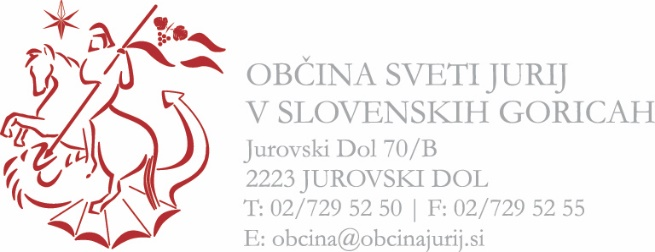 OBČINA SVETI JURIJ
V SLOVENSKIH GORICAH
Jurovski Dol 70/B
2223 JUROVSKI DOL
T: 02/729 52 50 | F: 02/729 52 55
E: obcina@obcinajurij.si